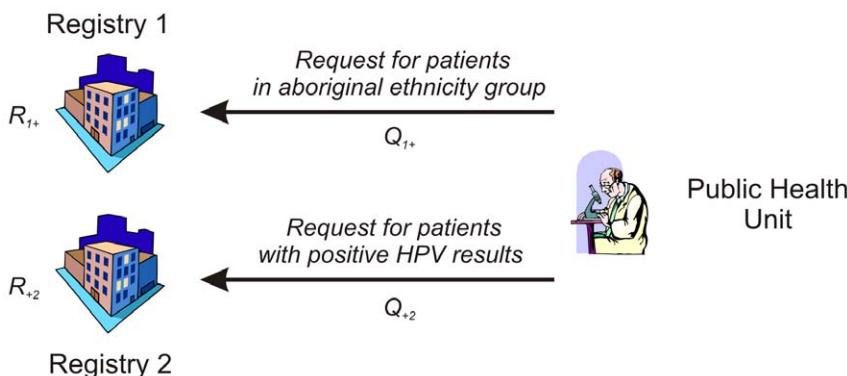 Registry 1
Request for patients
in aboriginal ethnicity group
R1+
Q1+
Public Health
Unit
Request for patients
with positive HPV results
R+2
Q+2
Registry 2